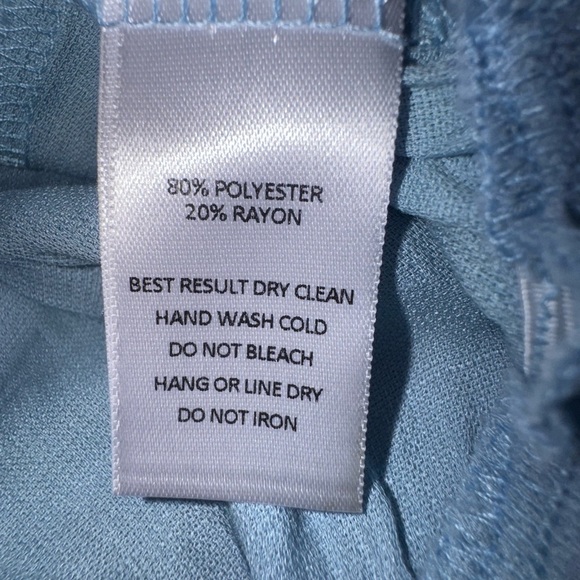 80% POLYESTER
20% RAYON
BEST RESULT DRY CLEAN
HAND WASH COLD
DO NOT BLEACH
HANG OR LINE DRY
DO NOT IRON